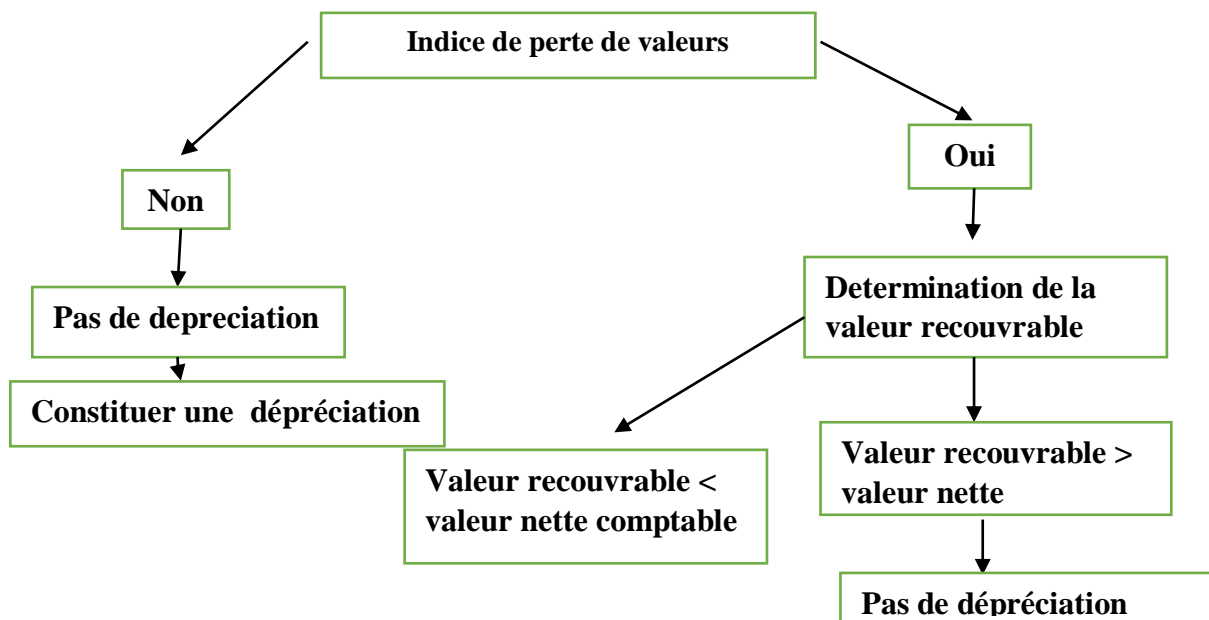 Indice de perte de valeurs
Oui
Non
Determination de la
valeur recouvrable
Pas de depreciation
Constituer une dépréciation
Valeur recouvrable >
valeur nette
Valeur recouvrable <
valeur nette comptable
Pas de dépréciation